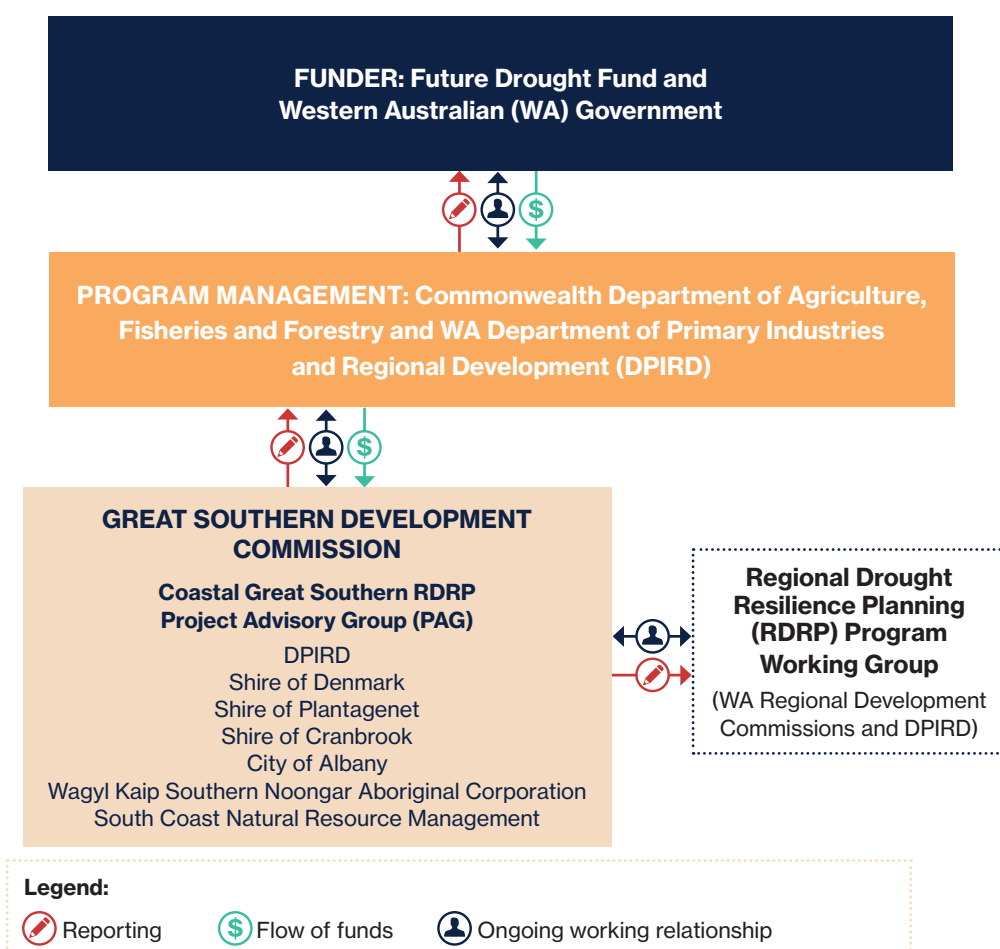 FUNDER: Future Drought Fund and
Western Australian (WA) Government
$
PROGRAM MANAGEMENT: Commonwealth Department of Agriculture,
Fisheries and Forestry and WA Department of Primary Industries
and Regional Development (DPIRD)
$
GREAT SOUTHERN DEVELOPMENT
COMMISSION
Coastal Great Southern RDRP
Project Advisory Group (PAG)
DPIRD
Shire of Denmark
Shire of Plantagenet
Shire of Cranbrook
City of Albany
Wagyl Kaip Southern Noongar Aboriginal Corporation
South Coast Natural Resource Management
Regional Drought
Resilience Planning
(RDRP) Program
Working Group
(WA Regional Development
Commissions and DPIRD)
Legend:
Reporting
$ Flow of funds
Ongoing working relationship